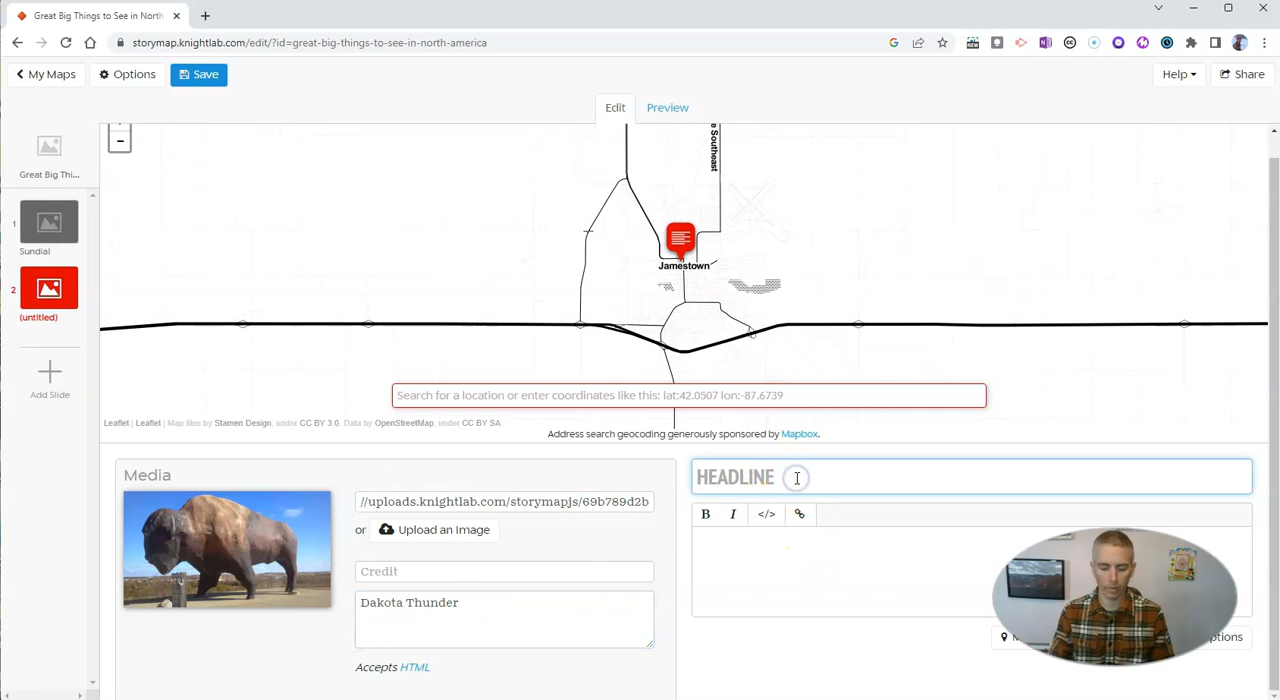 Great Big Things to See in North
storymap.knightlab.com/edit/?id=great-big-things-to-see-in-north-america
My Maps
Options
Save
Help
Share
Edit
Preview
Great Big Thi...
1
Sundial
2
(untitled)
Add Slide
−
Southeast
Jamestown
Search for a location or enter coordinates like this: lat:42.0507 lon:-87.6739
Leaflet | Leaflet | Map files by Stamen Design, under CC BY 3.0. Data by OpenStreetMap, under CC BY SA.
Address search geocoding generously sponsored by Mapbox.
Media
//uploads.knightlab.com/storymapjs/69b789d2b
or
Upload an Image
Credit
Dakota Thunder
Accepts HTML
HEADLINE
B I </>